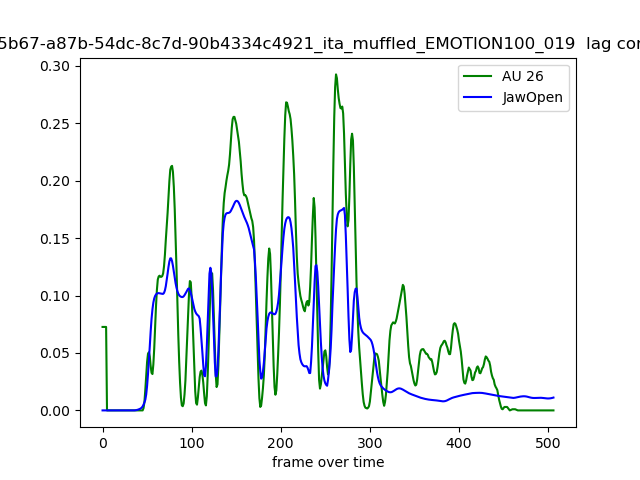 5b67-a87b-54dc-8c7d-90b4334c4921_ita_muffled_EMOTION100_019 lag cor
AU 26
JawOpen
0.30
0.25
0.20
0.15
0.10
0.05
0.00
0 100 200 300 400 500
frame over time